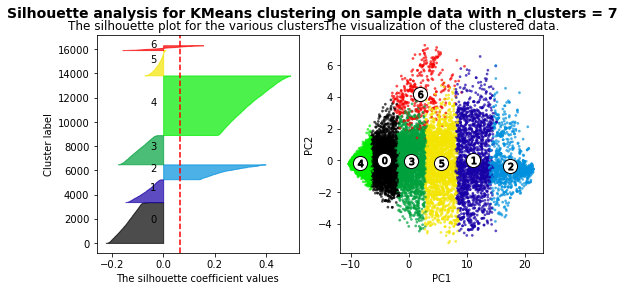 Silhouette analysis for KMeans clustering on sample data with n_clusters = 7
The silhouette plot for the various clusters.
The visualization of the clustered data.
Cluster label
16000
14000
12000
10000
8000
6000
4000
2000
0
6
5
4
3
2
1
0
−0.2 0.0 0.2 0.4
The silhouette coefficient values
PC2
6
4
2
0
−2
−4
6
4 0 3 5 1 2
−10 0 10 20
PC1